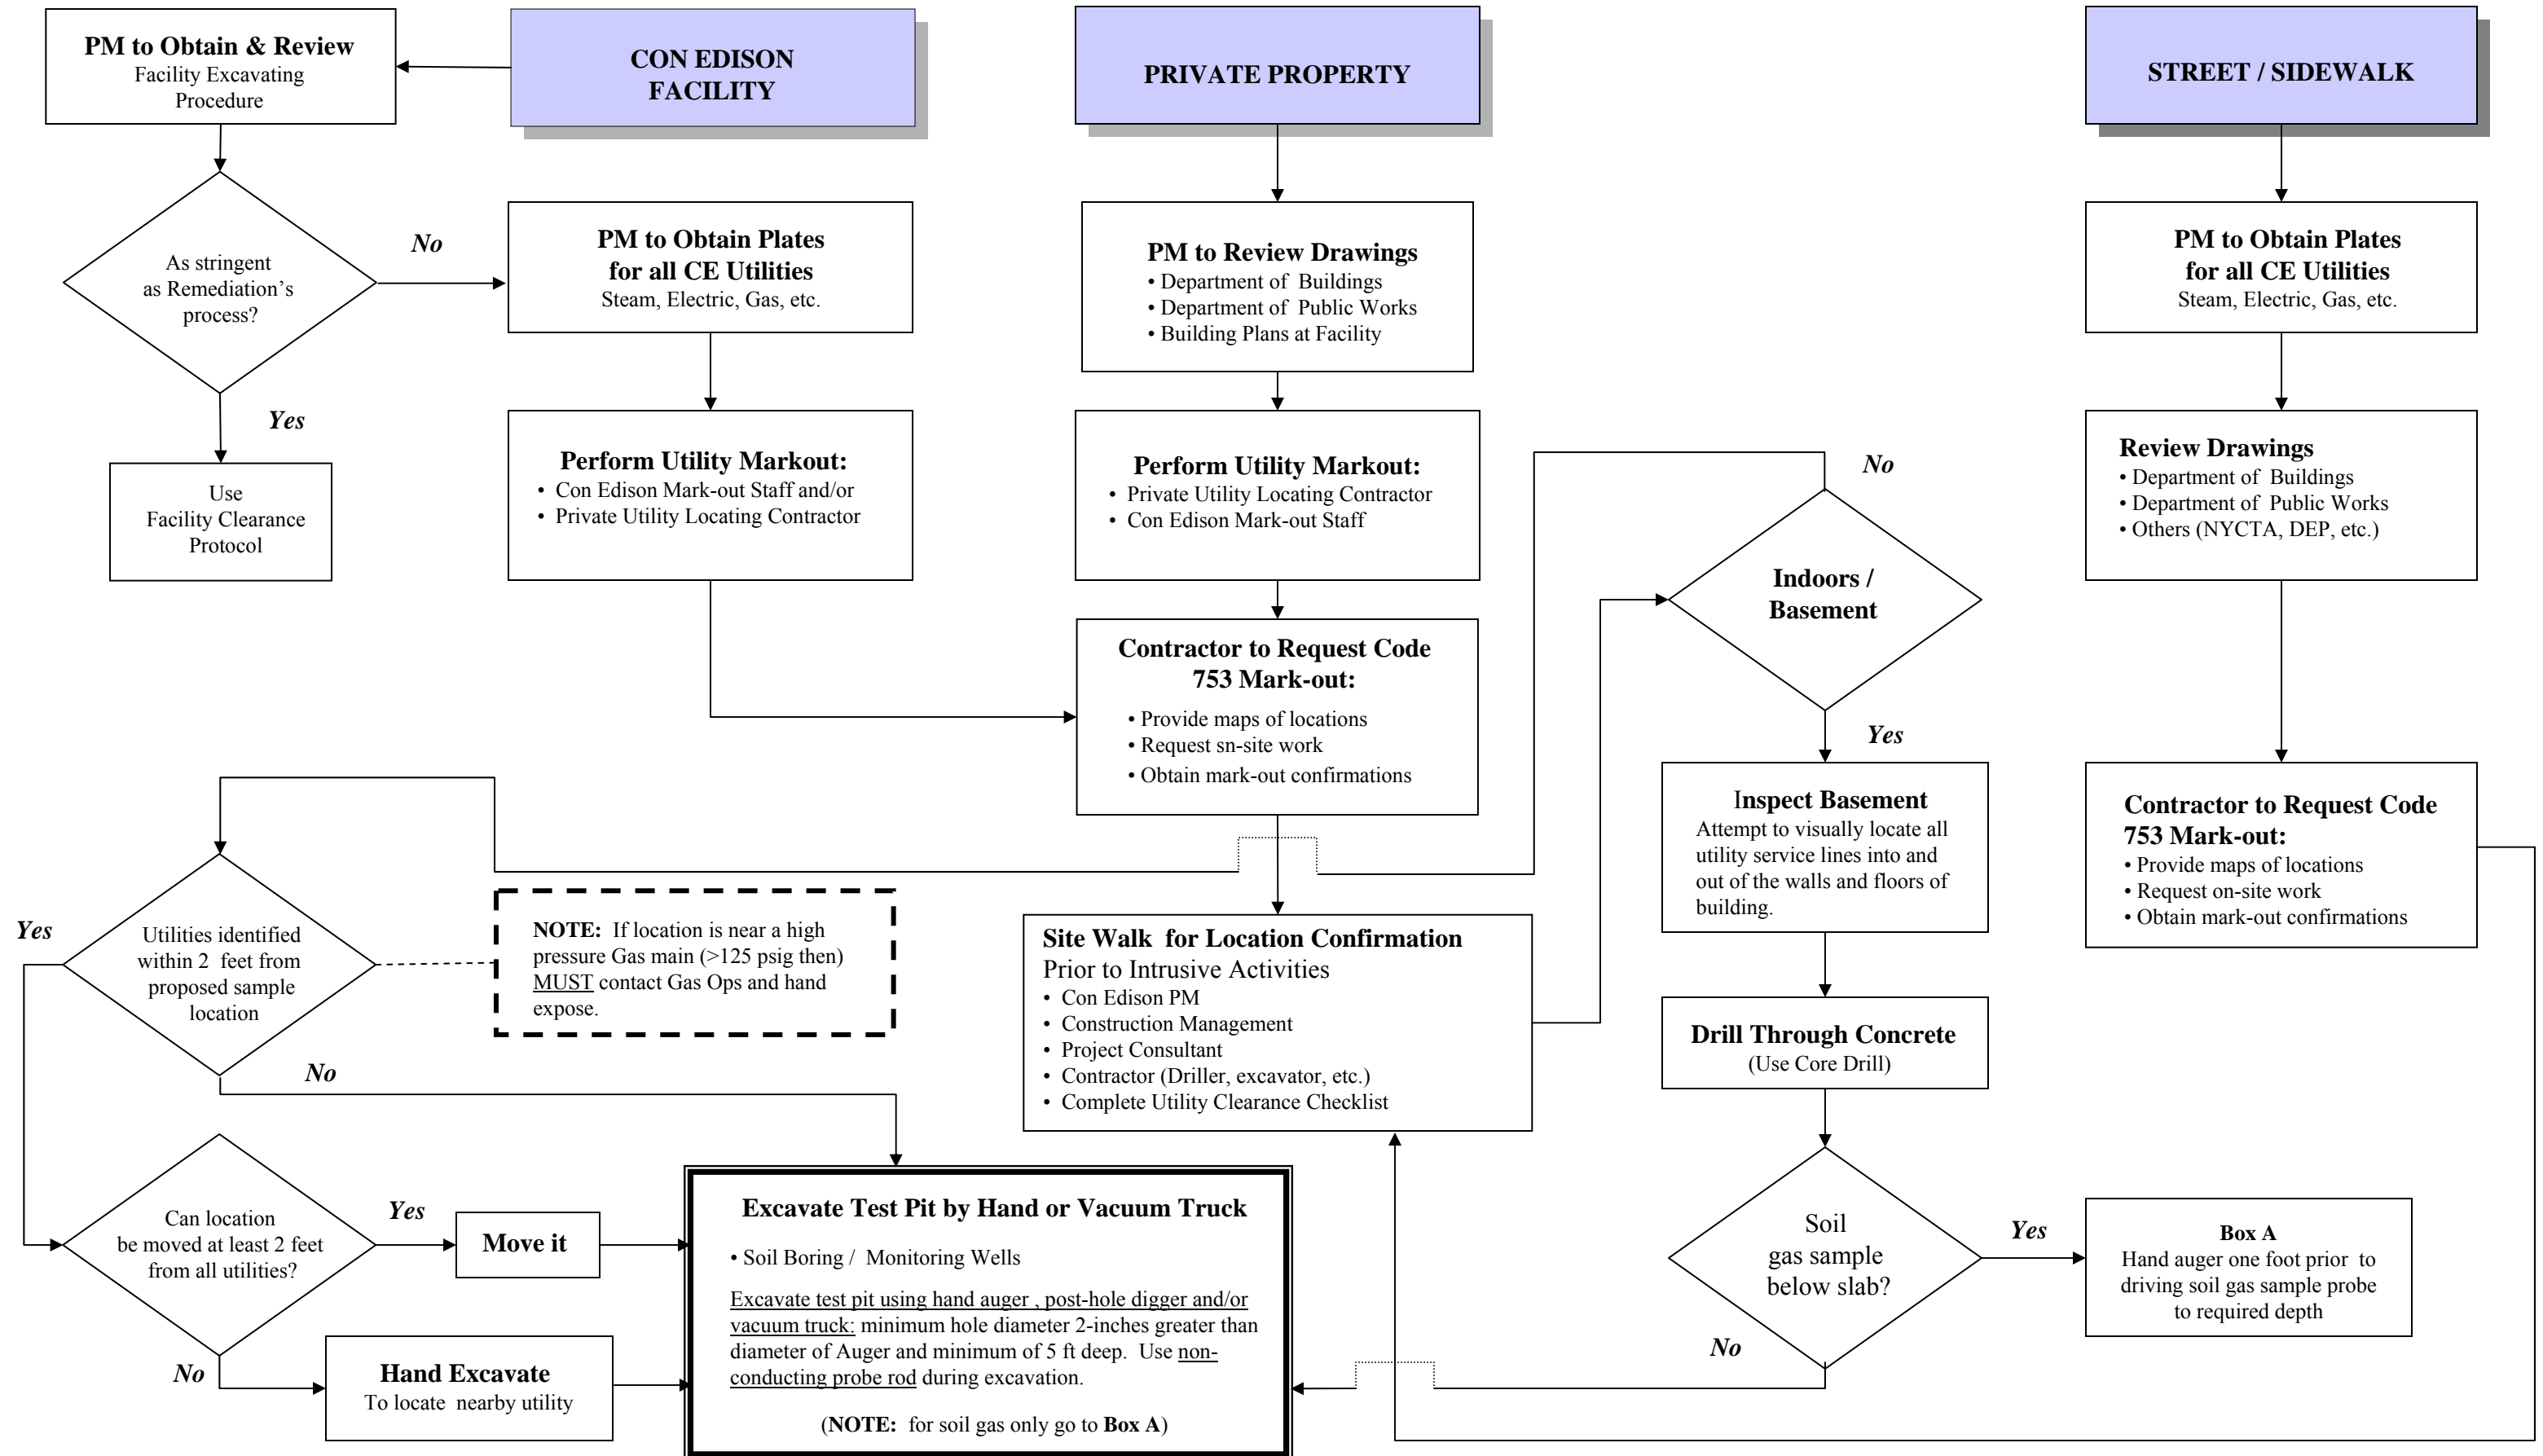 PM to Obtain & Review
Facility Excavating
Procedure
CON EDISON
FACILITY
PRIVATE PROPERTY
STREET / SIDEWALK
As stringent
as Remediation’s
process?
No
Yes
Use
Facility Clearance
Protocol
PM to Obtain Plates
for all CE Utilities
Steam, Electric, Gas, etc.
Perform Utility Markout:
• Con Edison Mark-out Staff and/or
• Private Utility Locating Contractor
PM to Review Drawings
• Department of Buildings
• Department of Public Works
• Building Plans at Facility
Perform Utility Markout:
• Private Utility Locating Contractor
• Con Edison Mark-out Staff
Contractor to Request Code
753 Mark-out:
• Provide maps of locations
• Request sn-site work
• Obtain mark-out confirmations
Site Walk for Location Confirmation
Prior to Intrusive Activities
• Con Edison PM
• Construction Management
• Project Consultant
• Contractor (Driller, excavator, etc.)
• Complete Utility Clearance Checklist
No
Indoors /
Basement
Yes
Inspect Basement
Attempt to visually locate all
utility service lines into and
out of the walls and floors of
building.
Drill Through Concrete
(Use Core Drill)
Soil
gas sample
below slab?
Yes
No
Box A
Hand auger one foot prior to
driving soil gas sample probe
to required depth
PM to Obtain Plates
for all CE Utilities
Steam, Electric, Gas, etc.
Review Drawings
• Department of Buildings
• Department of Public Works
• Others (NYCTA, DEP, etc.)
Contractor to Request Code
753 Mark-out:
• Provide maps of locations
• Request on-site work
• Obtain mark-out confirmations
Yes
Utilities identified
within 2 feet from
proposed sample
location
NOTE: If location is near a high
pressure Gas main (>125 psig then)
MUST contact Gas Ops and hand
expose.
No
Can location
be moved at least 2 feet
from all utilities?
Yes
Move it
No
Hand Excavate
To locate nearby utility
Excavate Test Pit by Hand or Vacuum Truck
• Soil Boring / Monitoring Wells
Excavate test pit using hand auger , post-hole digger and/or
vacuum truck: minimum hole diameter 2-inches greater than
diameter of Auger and minimum of 5 ft deep. Use non-
conducting probe rod during excavation.
(NOTE: for soil gas only go to Box A)